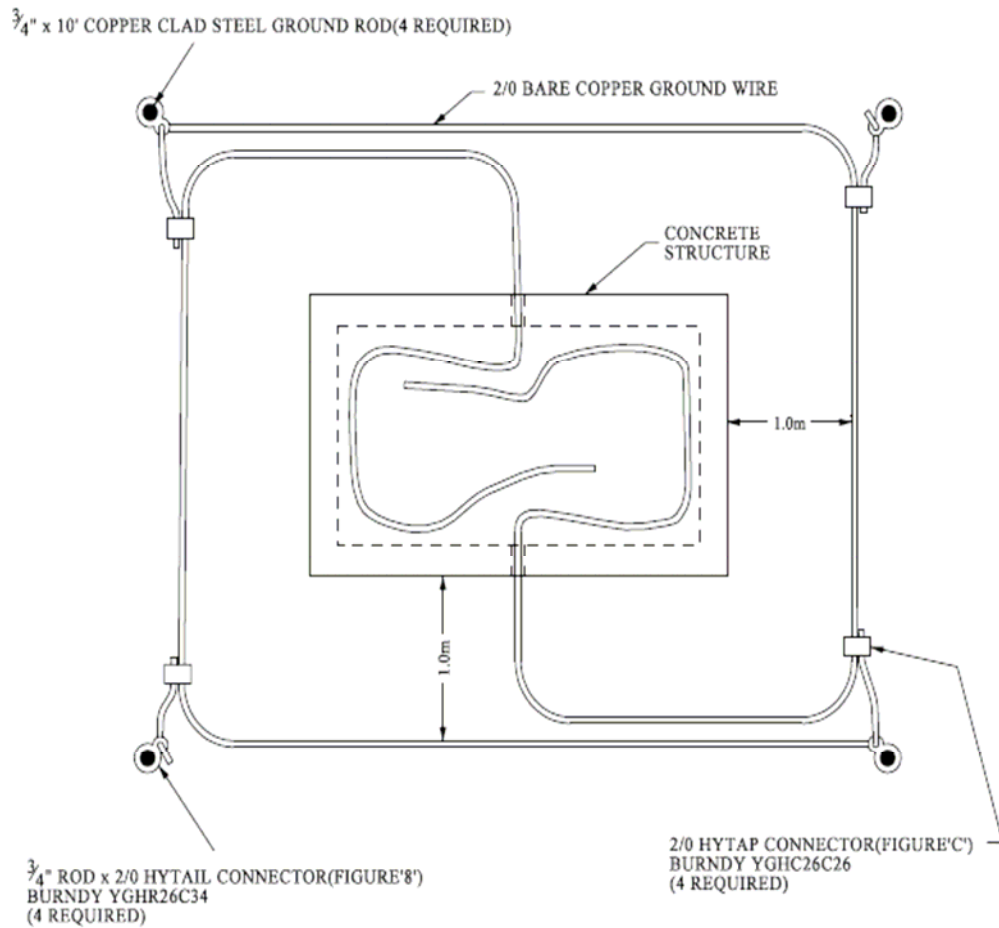 ¾" x 10' COPPER CLAD STEEL GROUND ROD(4 REQUIRED)
2/0 BARE COPPER GROUND WIRE
CONCRETE
STRUCTURE
1.0m
1.0m
2/0 HYTAP CONNECTOR(FIGURE'C')
BURNDY YGHC26C26
(4 REQUIRED)
¾" ROD x 2/0 HYTAIL CONNECTOR(FIGURE'8')
BURNDY YGHR26C34
(4 REQUIRED)